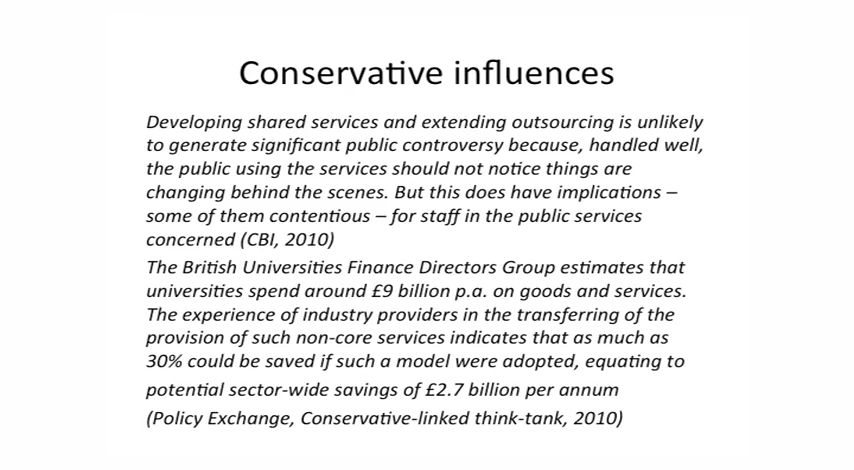 Conservative influences
Developing shared services and extending outsourcing is unlikely
to generate significant public controversy because, handled well,
the public using the services should not notice things are
changing behind the scenes. But this does have implications –
some of them contentious – for staff in the public services
concerned (CBI, 2010)
The British Universities Finance Directors Group estimates that
universities spend around £9 billion p.a. on goods and services.
The experience of industry providers in the transferring of the
provision of such non-core services indicates that as much as
30% could be saved if such a model were adopted, equating to
potential sector-wide savings of £2.7 billion per annum
(Policy Exchange, Conservative-linked think-tank, 2010)